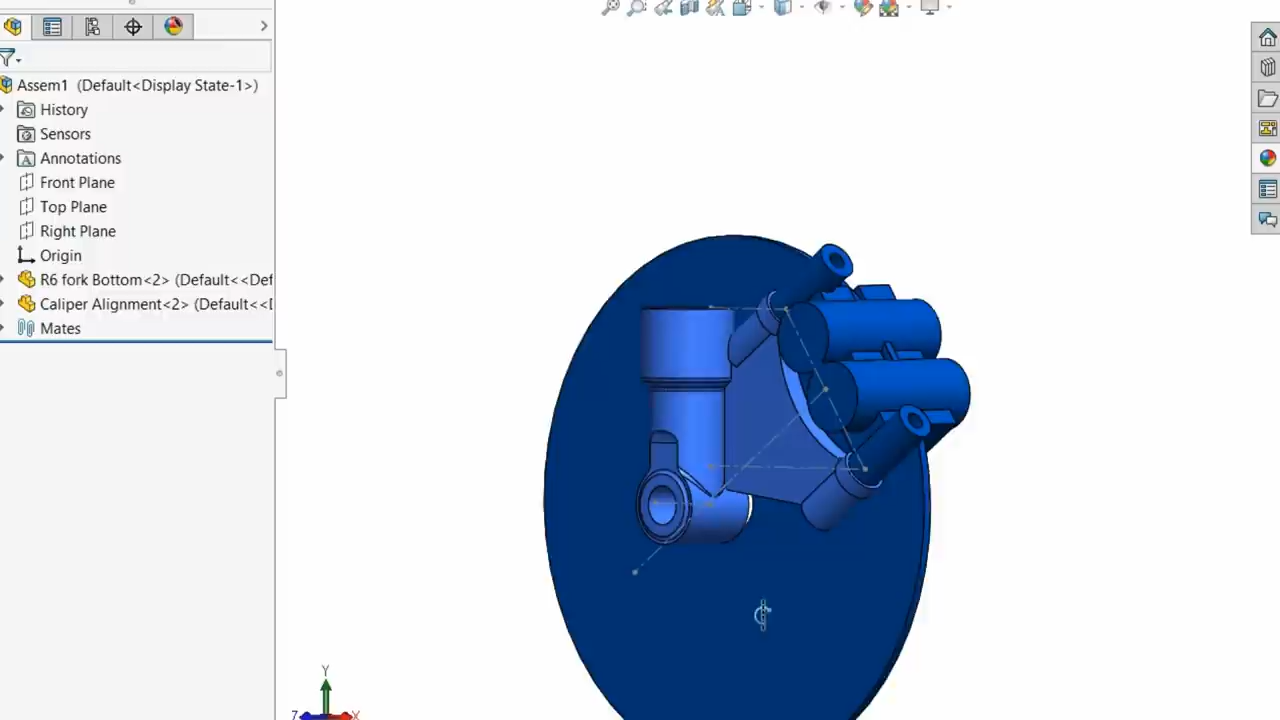 Assem1 (Default<Display State-1>)
History
Sensors
Annotations
Front Plane
Top Plane
Right Plane
Origin
R6 fork Bottom<2> (Default<<Def
Caliper Alignment<2> (Default<<D
Mates
Y
Z
X